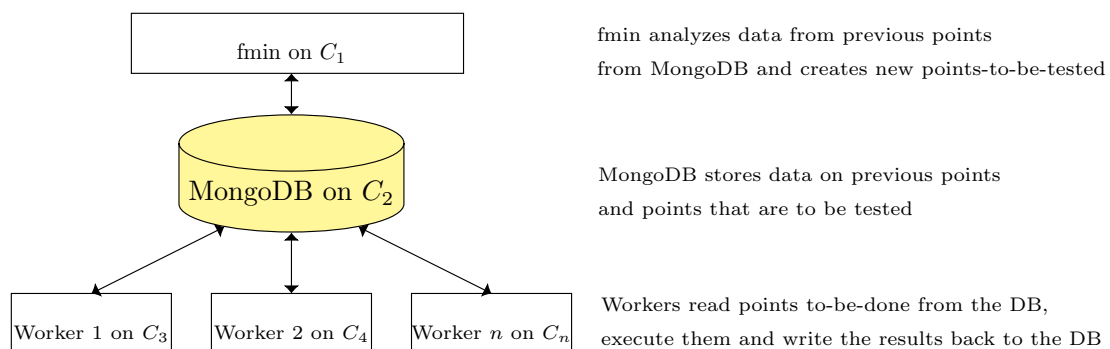 fmin on C₁
fmin analyzes data from previous points
from MongoDB and creates new points-to-be-tested
MongoDB on C₂
MongoDB stores data on previous points
and points that are to be tested
Worker 1 on C₃
Worker 2 on C₄
Worker n on Cₙ
Workers read points to-be-done from the DB,
execute them and write the results back to the DB